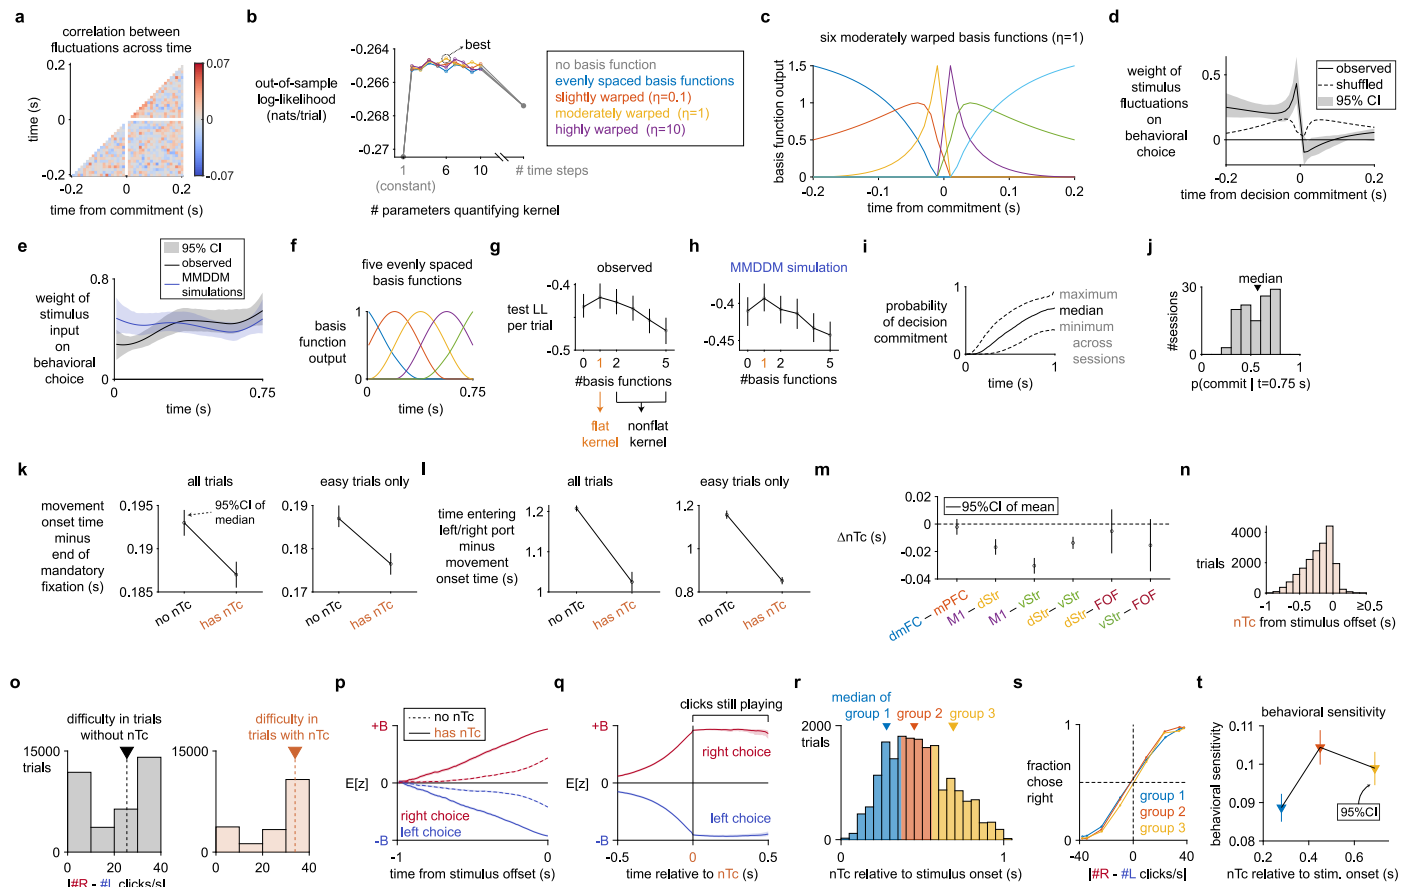 a
correlation between
fluctuations across time
0.2
time (s)
0
-0.2
-0.2
0
0.2
time from commitment (s)
0.07
0
-0.07
b
out-of-sample
log-likelihood
(nats/trial)
-0.264
-0.266
-0.268
-0.27
best
1
(constant)
6
10
# time steps
# parameters quantifying kernel
no basis function
evenly spaced basis functions
slightly warped (η=0.1)
moderately warped (η=1)
highly warped (η=10)
c
six moderately warped basis functions (η=1)
basis function output
1.5
1
0.5
0
-0.2
-0.1
0
0.1
0.2
time from commitment (s)
d
weight of
stimulus
fluctuations
on
behavioral
choice
0.5
0
observed
shuffled
95% CI
-0.2
0
0.2
time from decision commitment (s)
e
95% CI
observed
MMDDM
simulations
weight of
stimulus
input
on
behavioral
choice
0.8
0
0
0.75
time (s)
f
five evenly spaced
basis functions
basis
function
output
1
0
0
0.75
time (s)
g
observed
test LL
per trial
-0.4
-0.5
0
1
2
5
#basis functions
flat
kernel
nonflat
kernel
h
MMDDM simulation
-0.4
-0.45
0
1
2
5
#basis functions
i
probability
of decision
commitment
1
0
0
1
time (s)
maximum
median
minimum
across
sessions
j
median
#sessions
30
0
0
0.5
1
p(commit | t=0.75 s)
k
all trials
easy trials only
movement
onset time
minus
end of
mandatory
fixation (s)
0.195
0.19
0.185
95%CI of
median
no nTc
has nTc
0.19
0.18
0.17
no nTc
has nTc
l
all trials
easy trials only
time entering
left/right port
minus
movement
onset time (s)
1.2
1.1
1
no nTc
has nTc
1.2
1
0.8
no nTc
has nTc
m
95%CI of mean
ΔnTc (s)
0.02
0
-0.02
-0.04
dmFC – mPFC
M1 – dStr
M1 – vStr
dStr – vStr
dStr – FOF
vStr – FOF
n
trials
4000
2000
0
-1
-0.5
0
≥0.5
nTc from stimulus offset (s)
o
difficulty in trials
without nTc
difficulty in
trials with nTc
15000
trials
0
0
20
40
|#R - #L clicks/s|
15000
0
0
20
40
|#R - #L clicks/s|
p
no nTc
has nTc
+B
E[z]
0
-B
right choice
left choice
-1
0
time from stimulus offset (s)
q
clicks still playing
+B
E[z]
0
-B
right choice
left choice
-0.5
0
0.5
time relative to nTc (s)
r
median of
group 1
group 2
group 3
2000
trials
0
0
0.5
1
nTc relative to stimulus onset (s)
s
fraction
chose
right
1
0.5
0
group 1
group 2
group 3
-40
0
40
|#R - #L clicks/s|
t
behavioral sensitivity
behavioral sensitivity
0.11
0.1
0.09
0.08
95%CI
0.2
0.4
0.6
nTc relative to stim. onset (s)